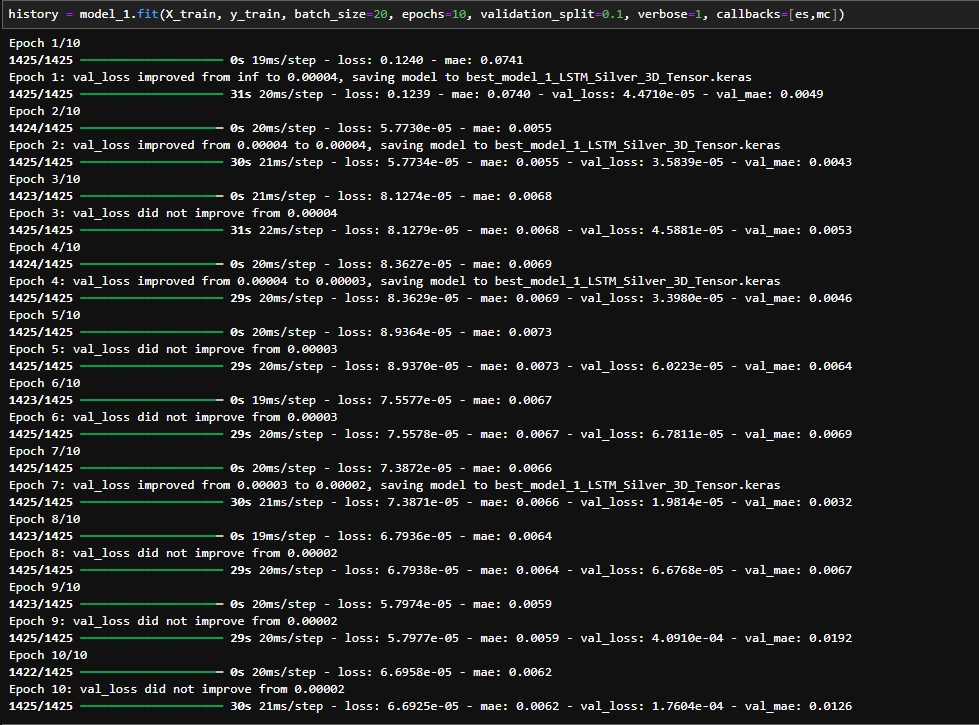 history = model_1.fit(X_train, y_train, batch_size=20, epochs=10, validation_split=0.1, verbose=1, callbacks=[es,mc])
Epoch 1/10
1425/1425 ━━━━━━━━━━━━━━━━━━━━ 0s 19ms/step - loss: 0.1240 - mae: 0.0741
Epoch 1: val_loss improved from inf to 0.00004, saving model to best_model_1_LSTM_Silver_3D_Tensor.keras
1425/1425 ━━━━━━━━━━━━━━━━━━━━ 31s 20ms/step - loss: 0.1239 - mae: 0.0740 - val_loss: 4.4710e-05 - val_mae: 0.0049
Epoch 2/10
1424/1425 ━━━━━━━━━━━━━━━━━━━━ 0s 20ms/step - loss: 5.7730e-05 - mae: 0.0055
Epoch 2: val_loss improved from 0.00004 to 0.00004, saving model to best_model_1_LSTM_Silver_3D_Tensor.keras
1425/1425 ━━━━━━━━━━━━━━━━━━━━ 30s 21ms/step - loss: 5.7734e-05 - mae: 0.0055 - val_loss: 3.5839e-05 - val_mae: 0.0043
Epoch 3/10
1423/1425 ━━━━━━━━━━━━━━━━━━━━ 0s 21ms/step - loss: 8.1274e-05 - mae: 0.0068
Epoch 3: val_loss did not improve from 0.00004
1425/1425 ━━━━━━━━━━━━━━━━━━━━ 31s 22ms/step - loss: 8.1279e-05 - mae: 0.0068 - val_loss: 4.5881e-05 - val_mae: 0.0053
Epoch 4/10
1424/1425 ━━━━━━━━━━━━━━━━━━━━ 0s 20ms/step - loss: 8.3627e-05 - mae: 0.0069
Epoch 4: val_loss improved from 0.00004 to 0.00003, saving model to best_model_1_LSTM_Silver_3D_Tensor.keras
1425/1425 ━━━━━━━━━━━━━━━━━━━━ 29s 20ms/step - loss: 8.3629e-05 - mae: 0.0069 - val_loss: 3.3980e-05 - val_mae: 0.0046
Epoch 5/10
1425/1425 ━━━━━━━━━━━━━━━━━━━━ 0s 20ms/step - loss: 8.9364e-05 - mae: 0.0073
Epoch 5: val_loss did not improve from 0.00003
1425/1425 ━━━━━━━━━━━━━━━━━━━━ 29s 20ms/step - loss: 8.9370e-05 - mae: 0.0073 - val_loss: 6.0223e-05 - val_mae: 0.0064
Epoch 6/10
1423/1425 ━━━━━━━━━━━━━━━━━━━━ 0s 19ms/step - loss: 7.5577e-05 - mae: 0.0067
Epoch 6: val_loss did not improve from 0.00003
1425/1425 ━━━━━━━━━━━━━━━━━━━━ 29s 20ms/step - loss: 7.5578e-05 - mae: 0.0067 - val_loss: 6.7811e-05 - val_mae: 0.0069
Epoch 7/10
1425/1425 ━━━━━━━━━━━━━━━━━━━━ 0s 20ms/step - loss: 7.3872e-05 - mae: 0.0066
Epoch 7: val_loss improved from 0.00003 to 0.00002, saving model to best_model_1_LSTM_Silver_3D_Tensor.keras
1425/1425 ━━━━━━━━━━━━━━━━━━━━ 30s 21ms/step - loss: 7.3871e-05 - mae: 0.0066 - val_loss: 1.9814e-05 - val_mae: 0.0032
Epoch 8/10
1423/1425 ━━━━━━━━━━━━━━━━━━━━ 0s 19ms/step - loss: 6.7936e-05 - mae: 0.0064
Epoch 8: val_loss did not improve from 0.00002
1425/1425 ━━━━━━━━━━━━━━━━━━━━ 29s 20ms/step - loss: 6.7938e-05 - mae: 0.0064 - val_loss: 6.6768e-05 - val_mae: 0.0067
Epoch 9/10
1423/1425 ━━━━━━━━━━━━━━━━━━━━ 0s 20ms/step - loss: 5.7974e-05 - mae: 0.0059
Epoch 9: val_loss did not improve from 0.00002
1425/1425 ━━━━━━━━━━━━━━━━━━━━ 29s 20ms/step - loss: 5.7977e-05 - mae: 0.0059 - val_loss: 4.0910e-04 - val_mae: 0.0192
Epoch 10/10
1422/1425 ━━━━━━━━━━━━━━━━━━━━ 0s 20ms/step - loss: 6.6958e-05 - mae: 0.0062
Epoch 10: val_loss did not improve from 0.00002
1425/1425 ━━━━━━━━━━━━━━━━━━━━ 30s 21ms/step - loss: 6.6925e-05 - mae: 0.0062 - val_loss: 1.7604e-04 - val_mae: 0.0126